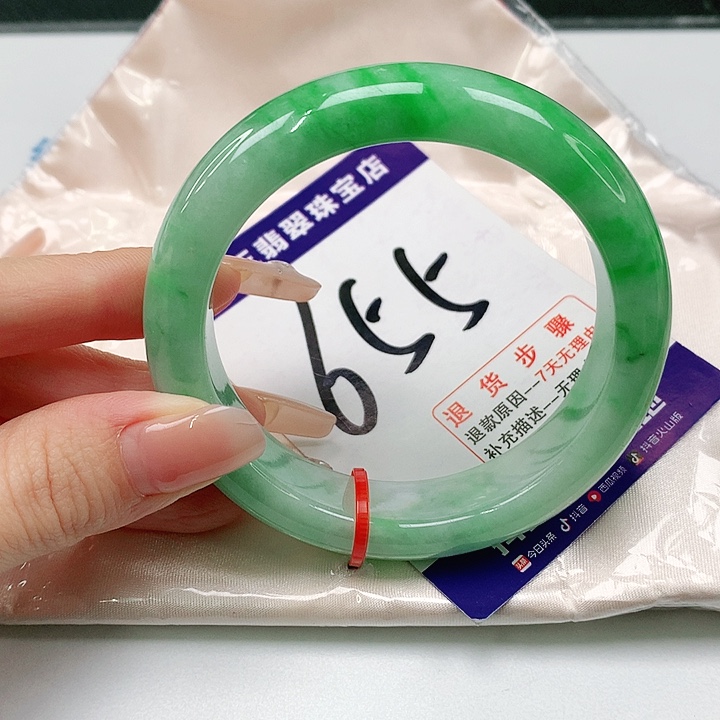 翡翠珠宝店
655
退货步骤
退款原因--7天无理由
补充描述--无理
今日头条
抖音
西瓜视频
抖音火山版